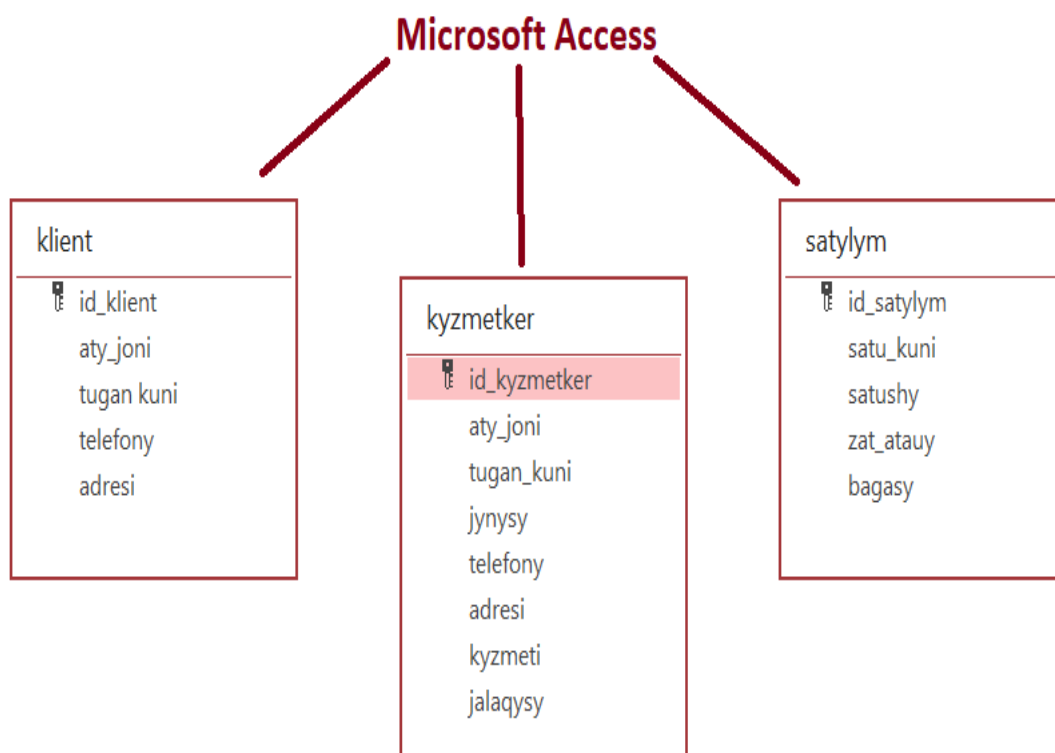 Microsoft Access
klient
id_klient
aty_joni
tugan kuni
telefony
adresi
kyzmetker
id_kyzmetker
aty_joni
tugan_kuni
jynysy
telefony
adresi
kyzmeti
jalaqysy
satylym
id_satylym
satu_kuni
satushy
zat_atauy
bagasy